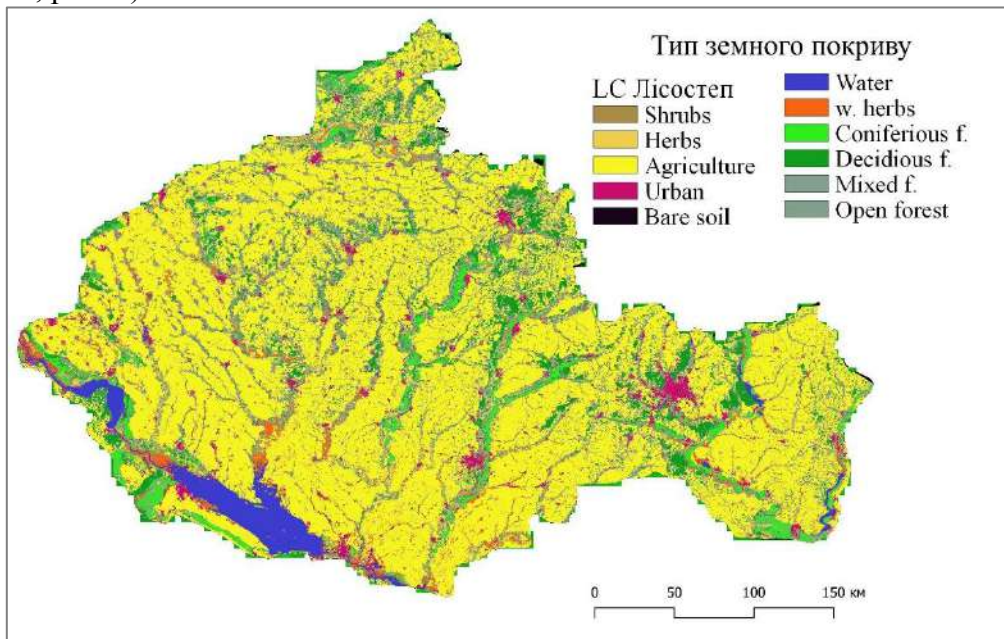 Тип земного покриву
LC Лісостеп
Shrubs
Herbs
Agriculture
Urban
Bare soil
Water
w. herbs
Coniferious f.
Decidious f.
Mixed f.
Open forest
0 50 100 150 км